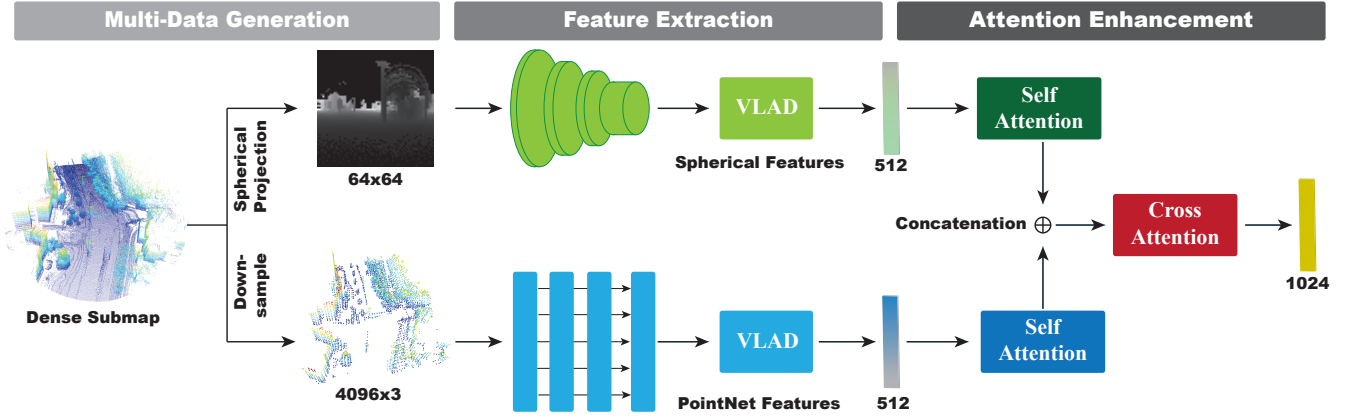 Multi-Data Generation
Feature Extraction
Attention Enhancement
Spherical
Projection
64x64
VLAD
Spherical Features
512
Self
Attention
Dense Submap
Down-
sample
4096x3
VLAD
PointNet Features
512
Self
Attention
Concatenation
Cross
Attention
1024